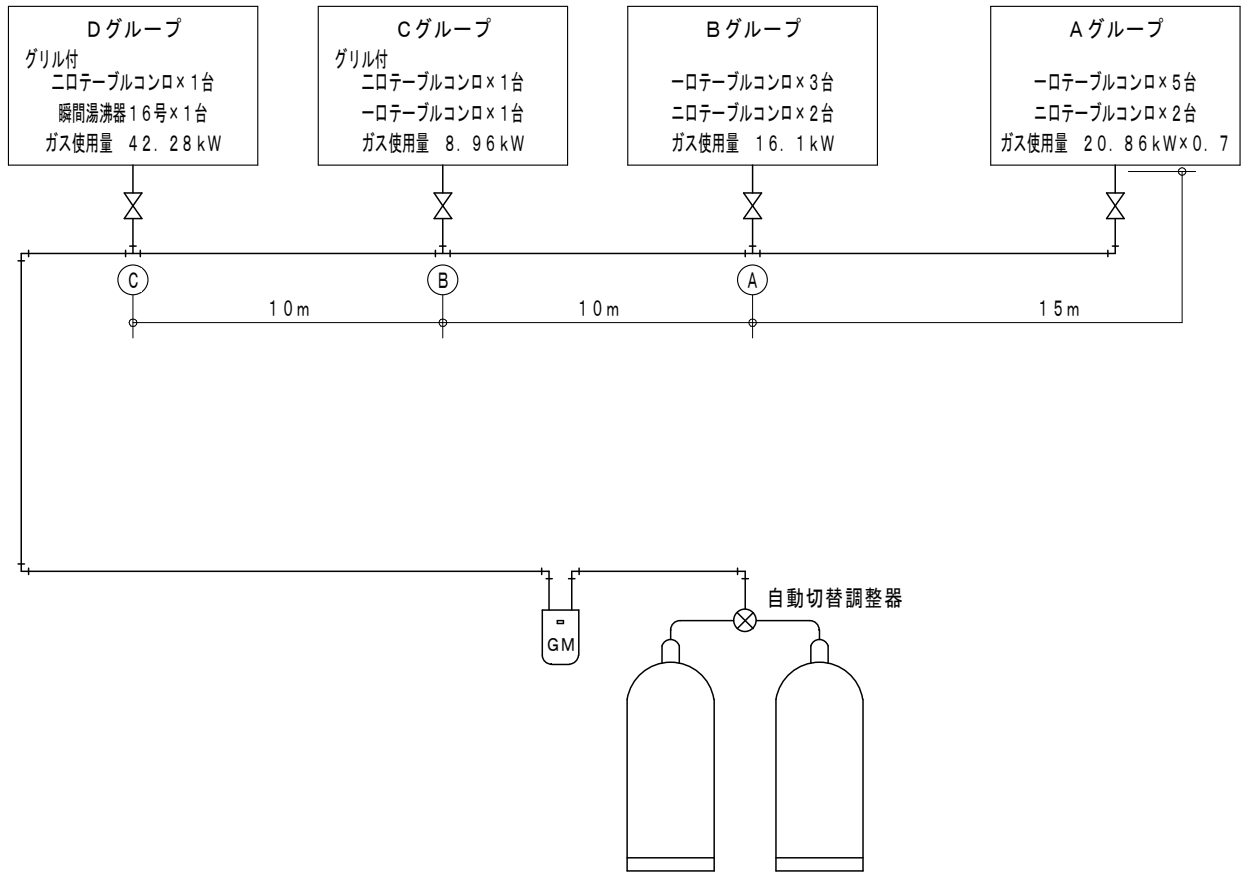 Dグループ
グリル付
二口テーブルコンロ×1台
瞬間湯沸器16号×1台
ガス使用量 42.28kW
Cグループ
グリル付
二口テーブルコンロ×1台
一口テーブルコンロ×1台
ガス使用量 8.96kW
Bグループ
一口テーブルコンロ×3台
二口テーブルコンロ×2台
ガス使用量 16.1kW
Aグループ
一口テーブルコンロ×5台
二口テーブルコンロ×2台
ガス使用量 20.86kW×0.7
C
B
A
10m
10m
15m
自動切替調整器
GM